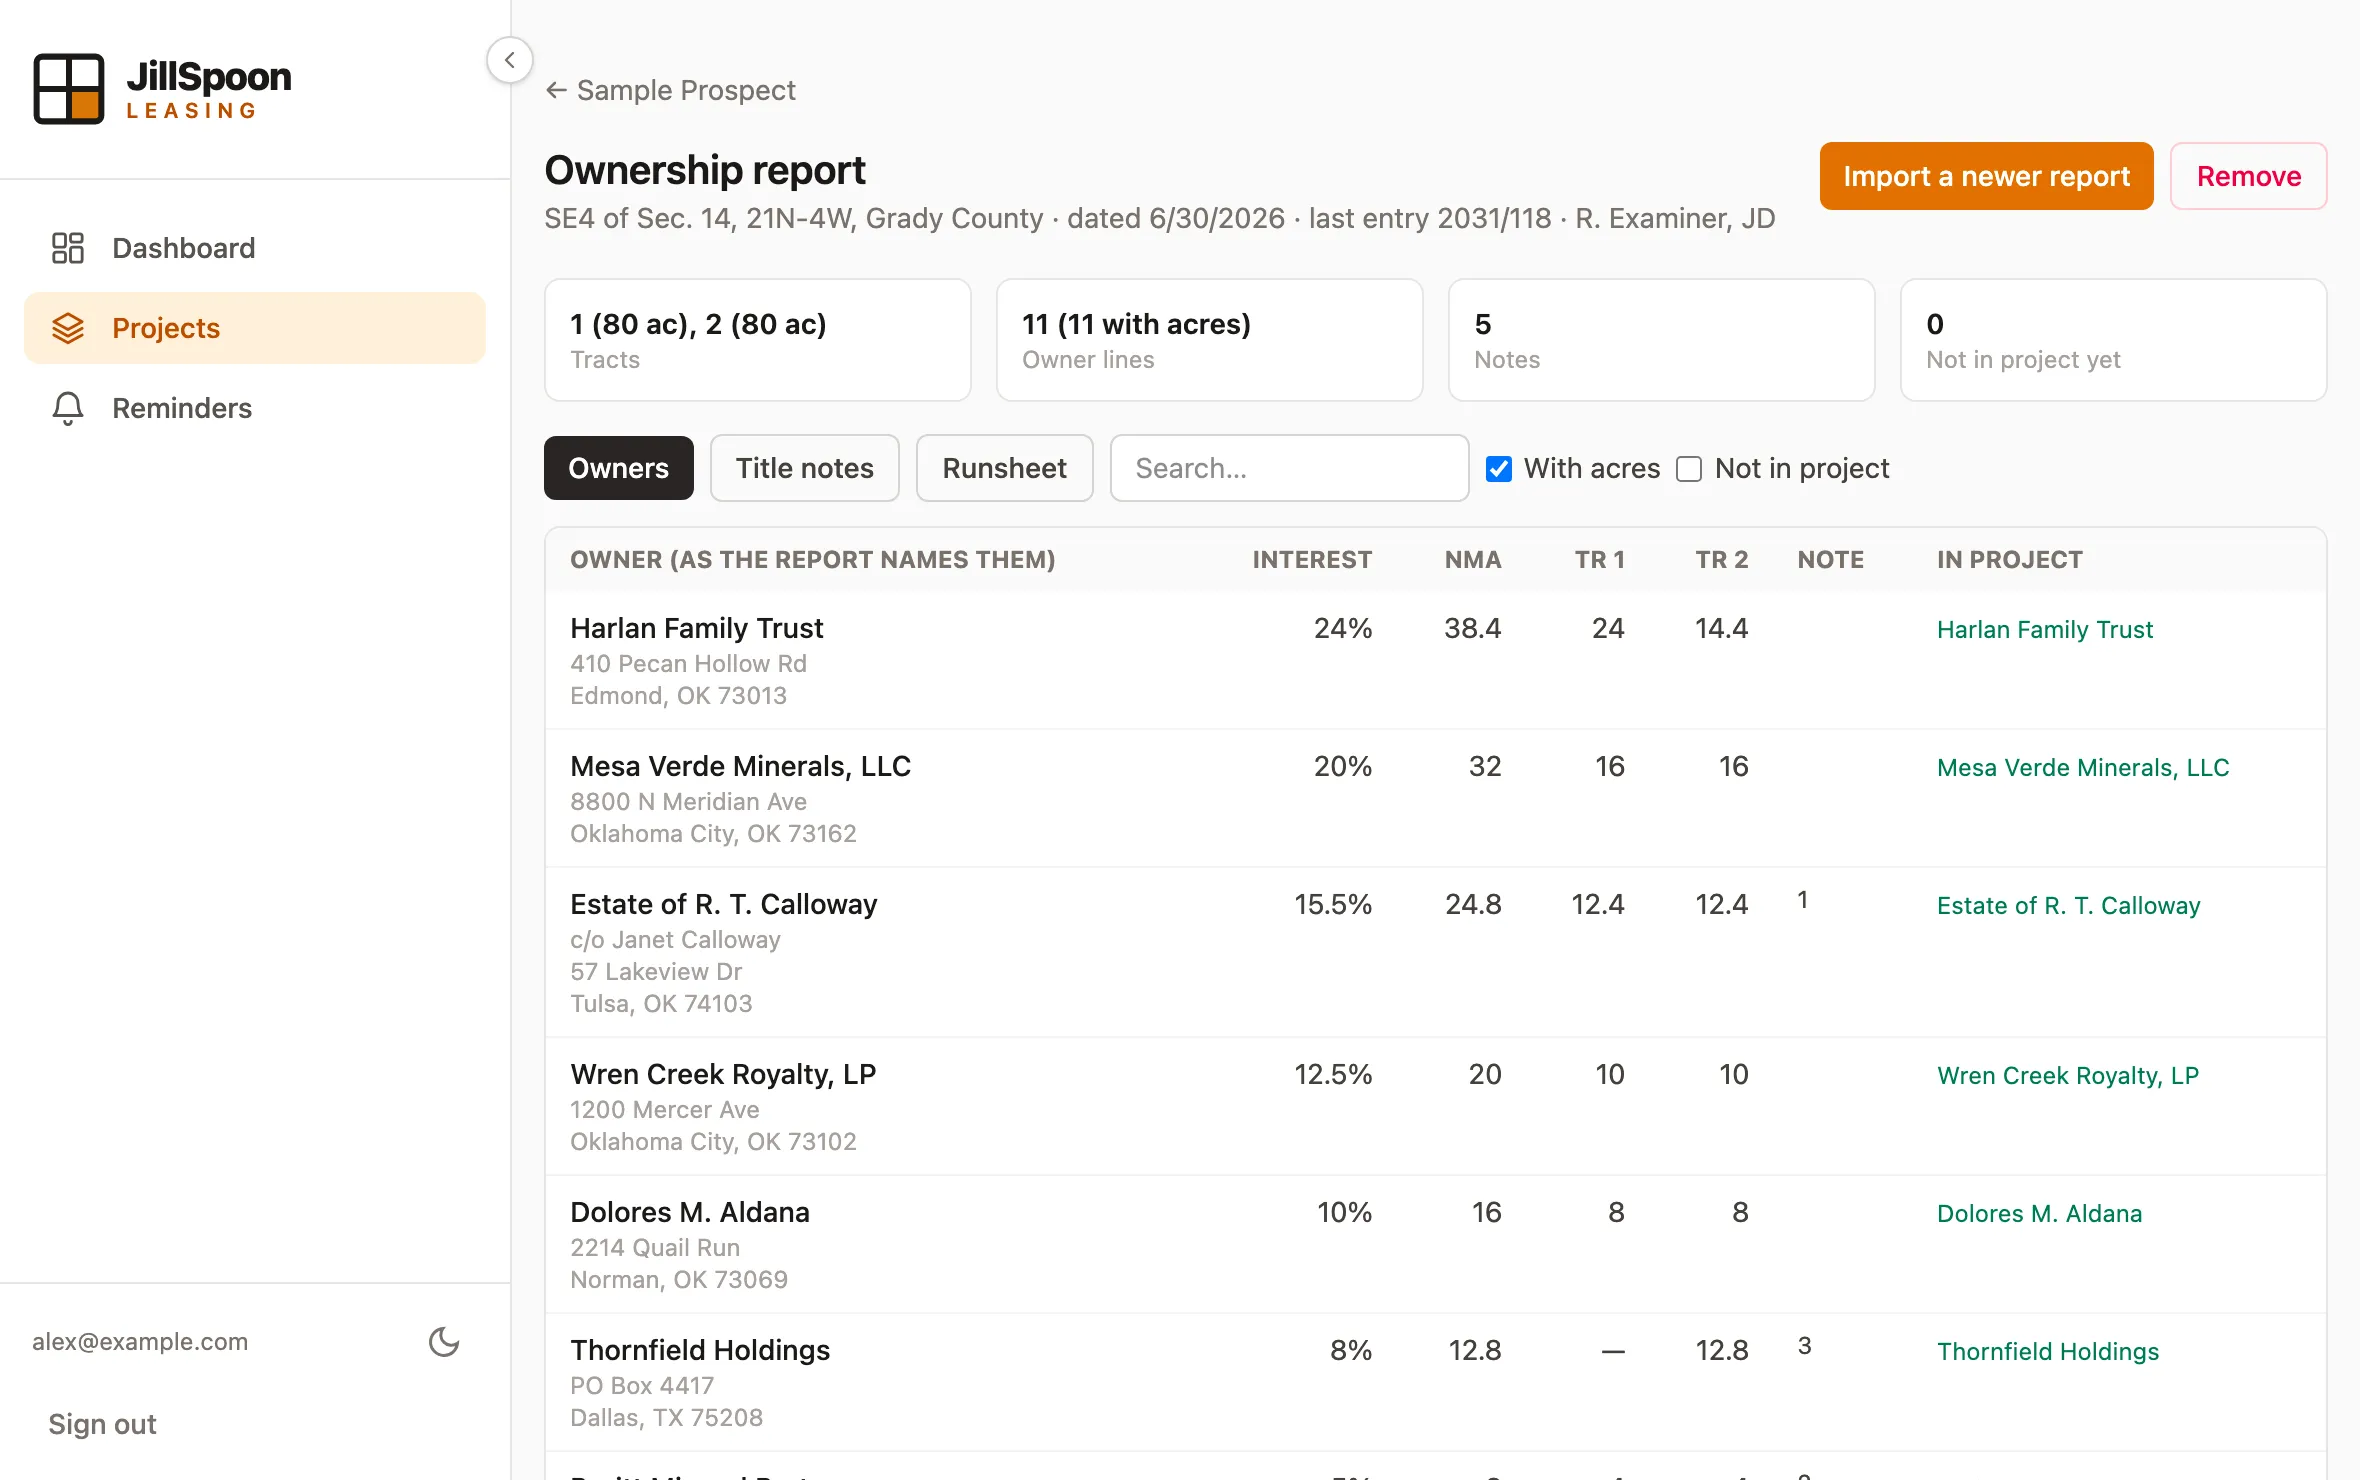 JillSpoon
LEASING
Dashboard
Projects
Reminders
alex@example.com
Sign out
← Sample Prospect
Ownership report
SE4 of Sec. 14, 21N-4W, Grady County · dated 6/30/2026 · last entry 2031/118 · R. Examiner, JD
Import a newer report
Remove
1 (80 ac), 2 (80 ac)
Tracts
11 (11 with acres)
Owner lines
5
Notes
0
Not in project yet
Owners Title notes Runsheet Search... With acres Not in project
OWNER (AS THE REPORT NAMES THEM) INTEREST NMA TR 1 TR 2 NOTE IN PROJECT
Harlan Family Trust 24% 38.4 24 14.4 Harlan Family Trust
410 Pecan Hollow Rd
Edmond, OK 73013
Mesa Verde Minerals, LLC 20% 32 16 16 Mesa Verde Minerals, LLC
8800 N Meridian Ave
Oklahoma City, OK 73162
Estate of R. T. Calloway 15.5% 24.8 12.4 12.4 1 Estate of R. T. Calloway
c/o Janet Calloway
57 Lakeview Dr
Tulsa, OK 74103
Wren Creek Royalty, LP 12.5% 20 10 10 Wren Creek Royalty, LP
1200 Mercer Ave
Oklahoma City, OK 73102
Dolores M. Aldana 10% 16 8 8 Dolores M. Aldana
2214 Quail Run
Norman, OK 73069
Thornfield Holdings 8% 12.8 — 12.8 3 Thornfield Holdings
PO Box 4417
Dallas, TX 75208